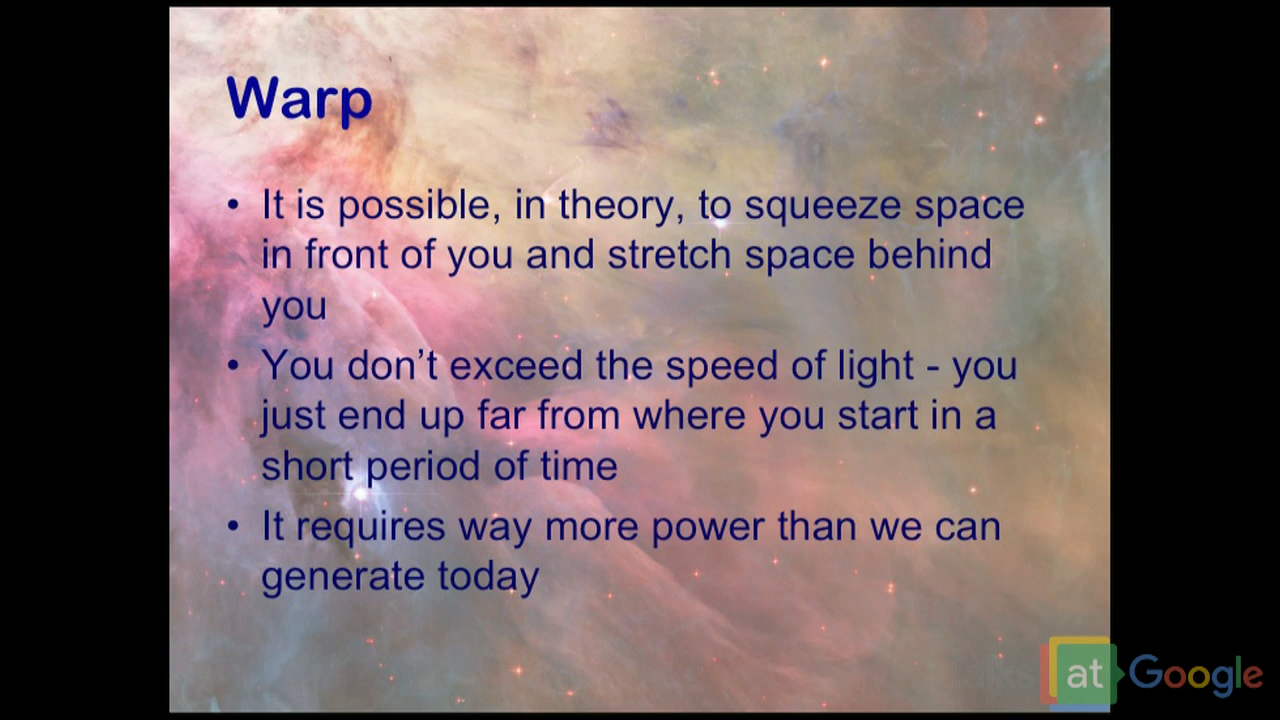 Warp
• It is possible, in theory, to squeeze space
in front of you and stretch space behind
you
• You don’t exceed the speed of light - you
just end up far from where you start in a
short period of time
• It requires way more power than we can
generate today
at Google